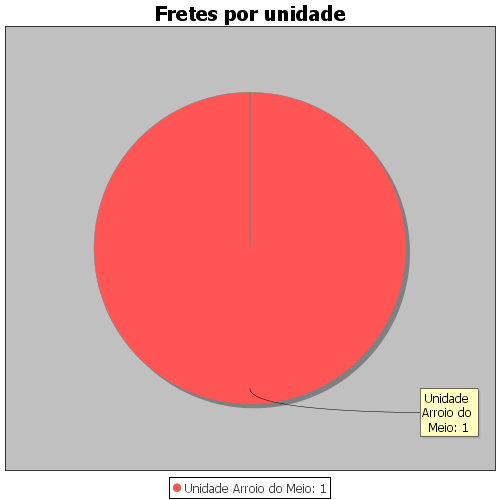 Fretes por unidade
Unidade
Arroio do
Meio: 1
Unidade Arroio do Meio: 1